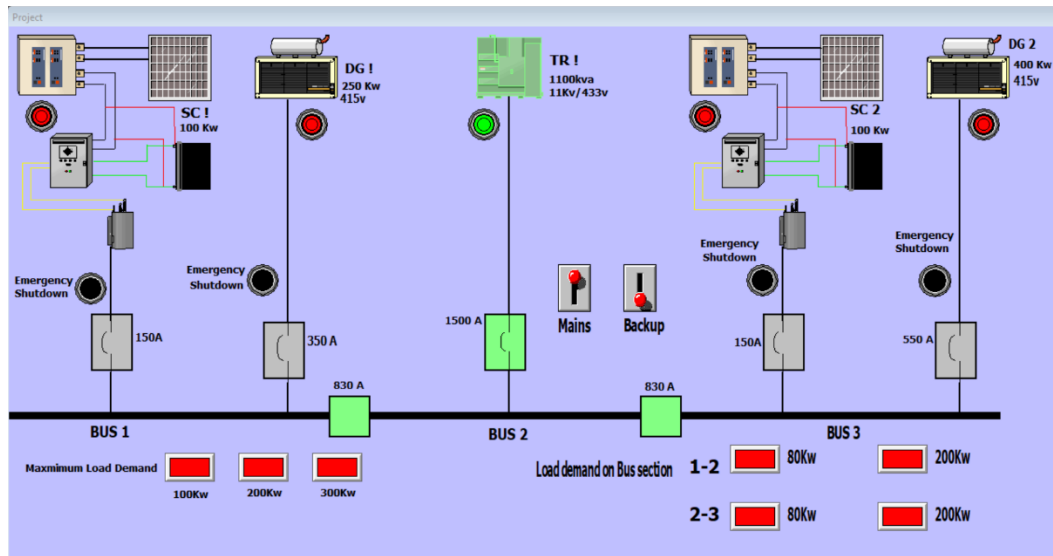 Project
SC !
100 Kw
DG !
250 Kw
415v
TR !
1100kva
11Kv/433v
SC 2
100 Kw
DG 2
400 Kw
415v
Emergency
Shutdown
Emergency
Shutdown
Emergency
Shutdown
Emergency
Shutdown
Mains
Backup
150A
350 A
1500 A
150A
550 A
830 A
830 A
BUS 1
BUS 2
BUS 3
Maxmimum Load Demand
100Kw
200Kw
300Kw
Load demand on Bus section
1-2
80Kw
200Kw
2-3
80Kw
200Kw